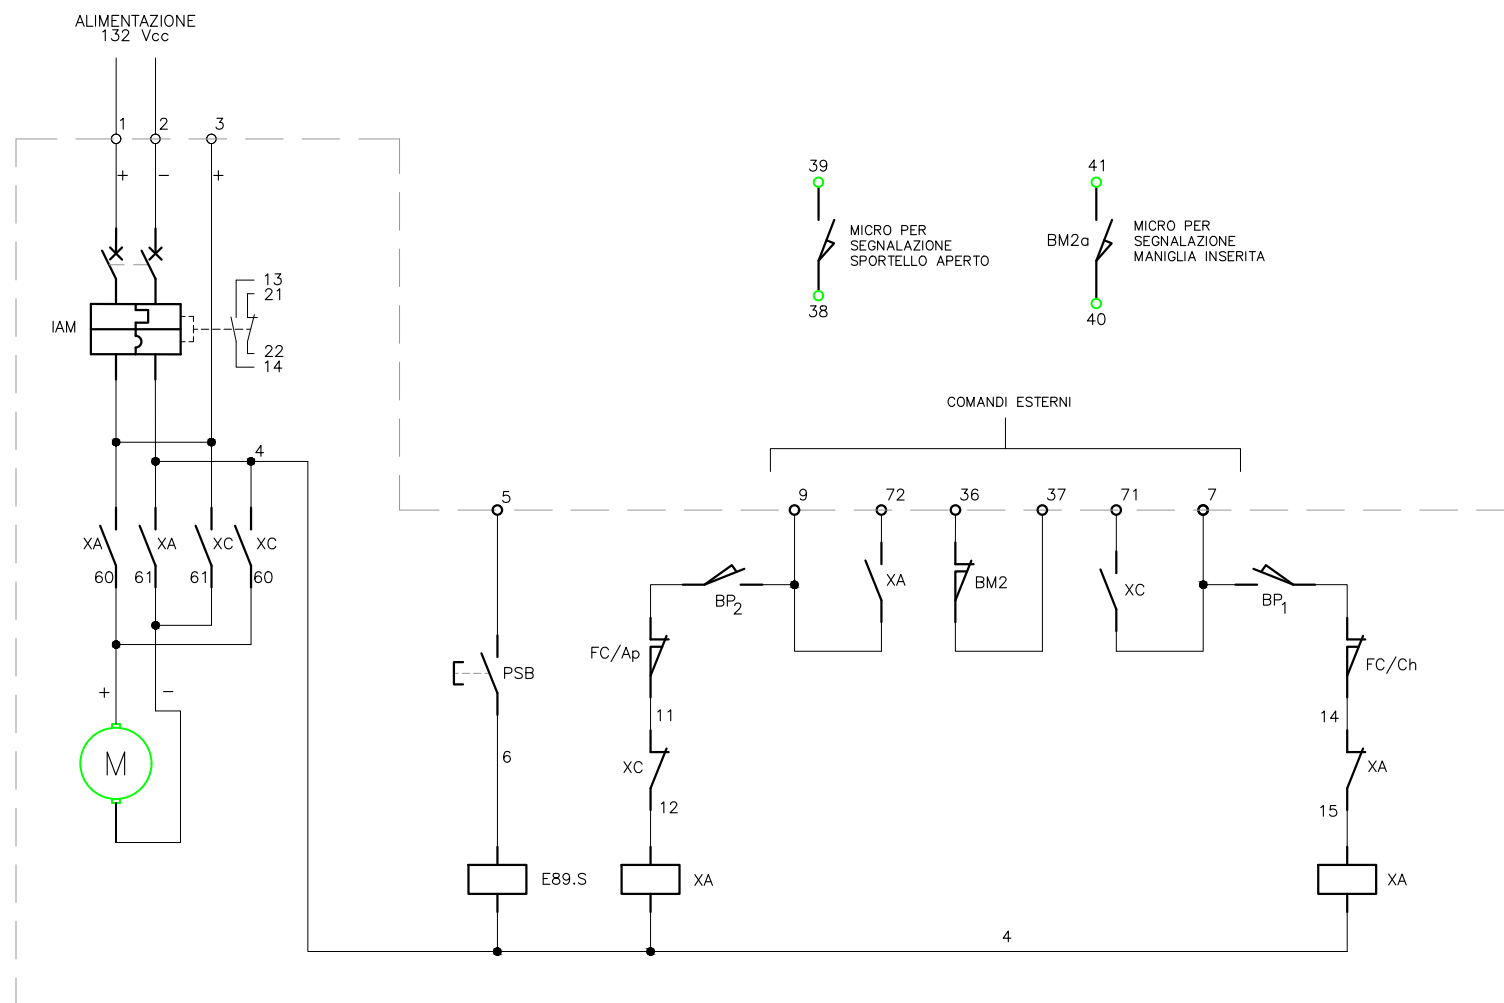 ALIMENTAZIONE
132 Vcc
1
2
3
+
−
+
39
41
MICRO PER
SEGNALAZIONE
SPORTELLO APERTO
BM2a
MICRO PER
SEGNALAZIONE
MANIGLIA INSERITA
38
40
13
21
IAM
22
14
COMANDI ESTERNI
4
5
9
72
36
37
71
7
XA
XA
XC
XC
60
61
61
60
BP2
XA
BM2
XC
BP1
FC/Ap
PSB
FC/Ch
+
−
11
14
M
6
XC
XA
12
15
E89.S
XA
XA
4